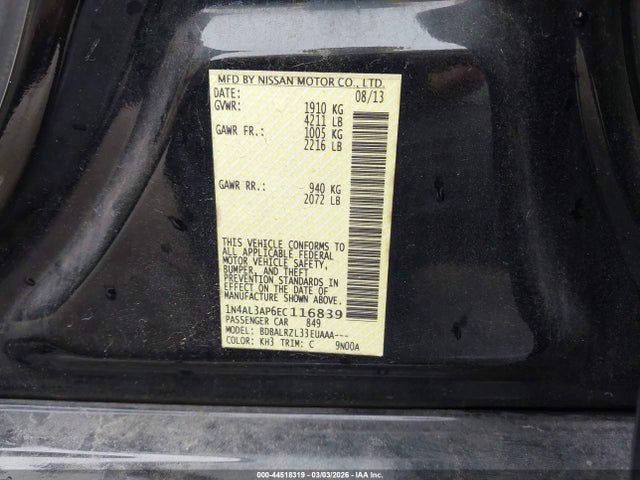 MFD BY NISSAN MOTOR CO., LTD.
DATE: 08/13
GVWR: 1910 KG
4211 LB
GAWR FR.: 1005 KG
2216 LB
GAWR RR.: 940 KG
2072 LB
THIS VEHICLE CONFORMS TO
ALL APPLICABLE FEDERAL
MOTOR VEHICLE SAFETY,
BUMPER, AND THEFT
PREVENTION STANDARDS
IN EFFECT ON THE DATE OF
MANUFACTURE SHOWN ABOVE.
1N4AL3AP6EC116839
PASSENGER CAR 849
MODEL: BDBALRZL33EUAAA---
COLOR: KH3 TRIM: C 9N00A
000-44518319 | 03/03/2026 - IAA Inc.